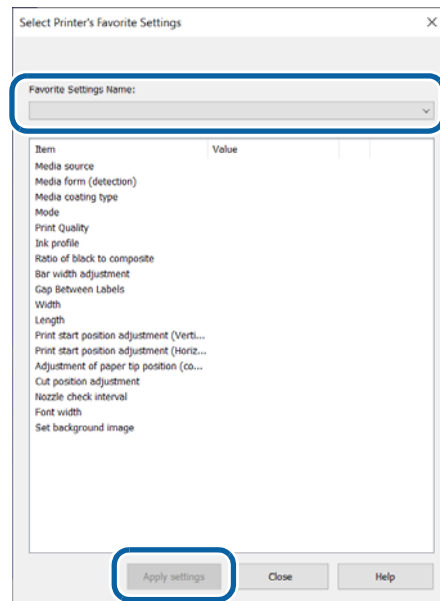 Select Printer's Favorite Settings
Favorite Settings Name:
Item Value
Media source
Media form (detection)
Media coating type
Mode
Print Quality
Ink profile
Ratio of black to composite
Bar width adjustment
Gap Between Labels
Width
Length
Print start position adjustment (Verti...
Print start position adjustment (Horiz...
Adjustment of paper tip position (co...
Cut position adjustment
Nozzle check interval
Font width
Set background image
Apply settings Close Help